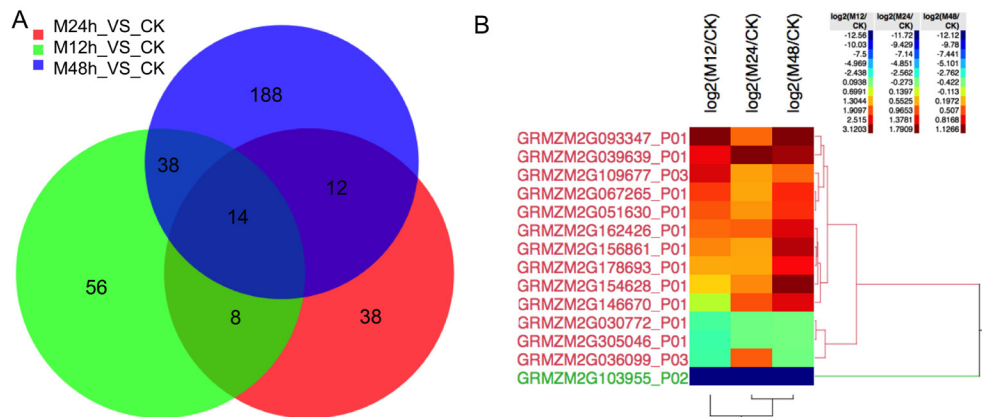 A
M24h_VS_CK
M12h_VS_CK
M48h_VS_CK
188
38
12
14
56
8
38
B
log2(M12/CK)
log2(M24/CK)
log2(M48/CK)
log2(M12/CK) log2(M24/CK) log2(M48/CK)
-12.56 -11.72 -12.12
-10.03 -9.429 -9.78
-7.5 -7.14 -7.441
-4.969 -4.851 -5.101
-2.438 -2.562 -2.762
0.0938 -0.273 -0.422
0.6991 0.1397 -0.113
1.3044 0.5525 0.1972
1.9097 0.9653 0.507
2.515 1.3781 0.8168
3.1203 1.7909 1.1266
GRMZM2G093347_P01
GRMZM2G039639_P01
GRMZM2G109677_P03
GRMZM2G067265_P01
GRMZM2G051630_P01
GRMZM2G162426_P01
GRMZM2G156861_P01
GRMZM2G178693_P01
GRMZM2G154628_P01
GRMZM2G146670_P01
GRMZM2G030772_P01
GRMZM2G305046_P01
GRMZM2G036099_P03
GRMZM2G103955_P02